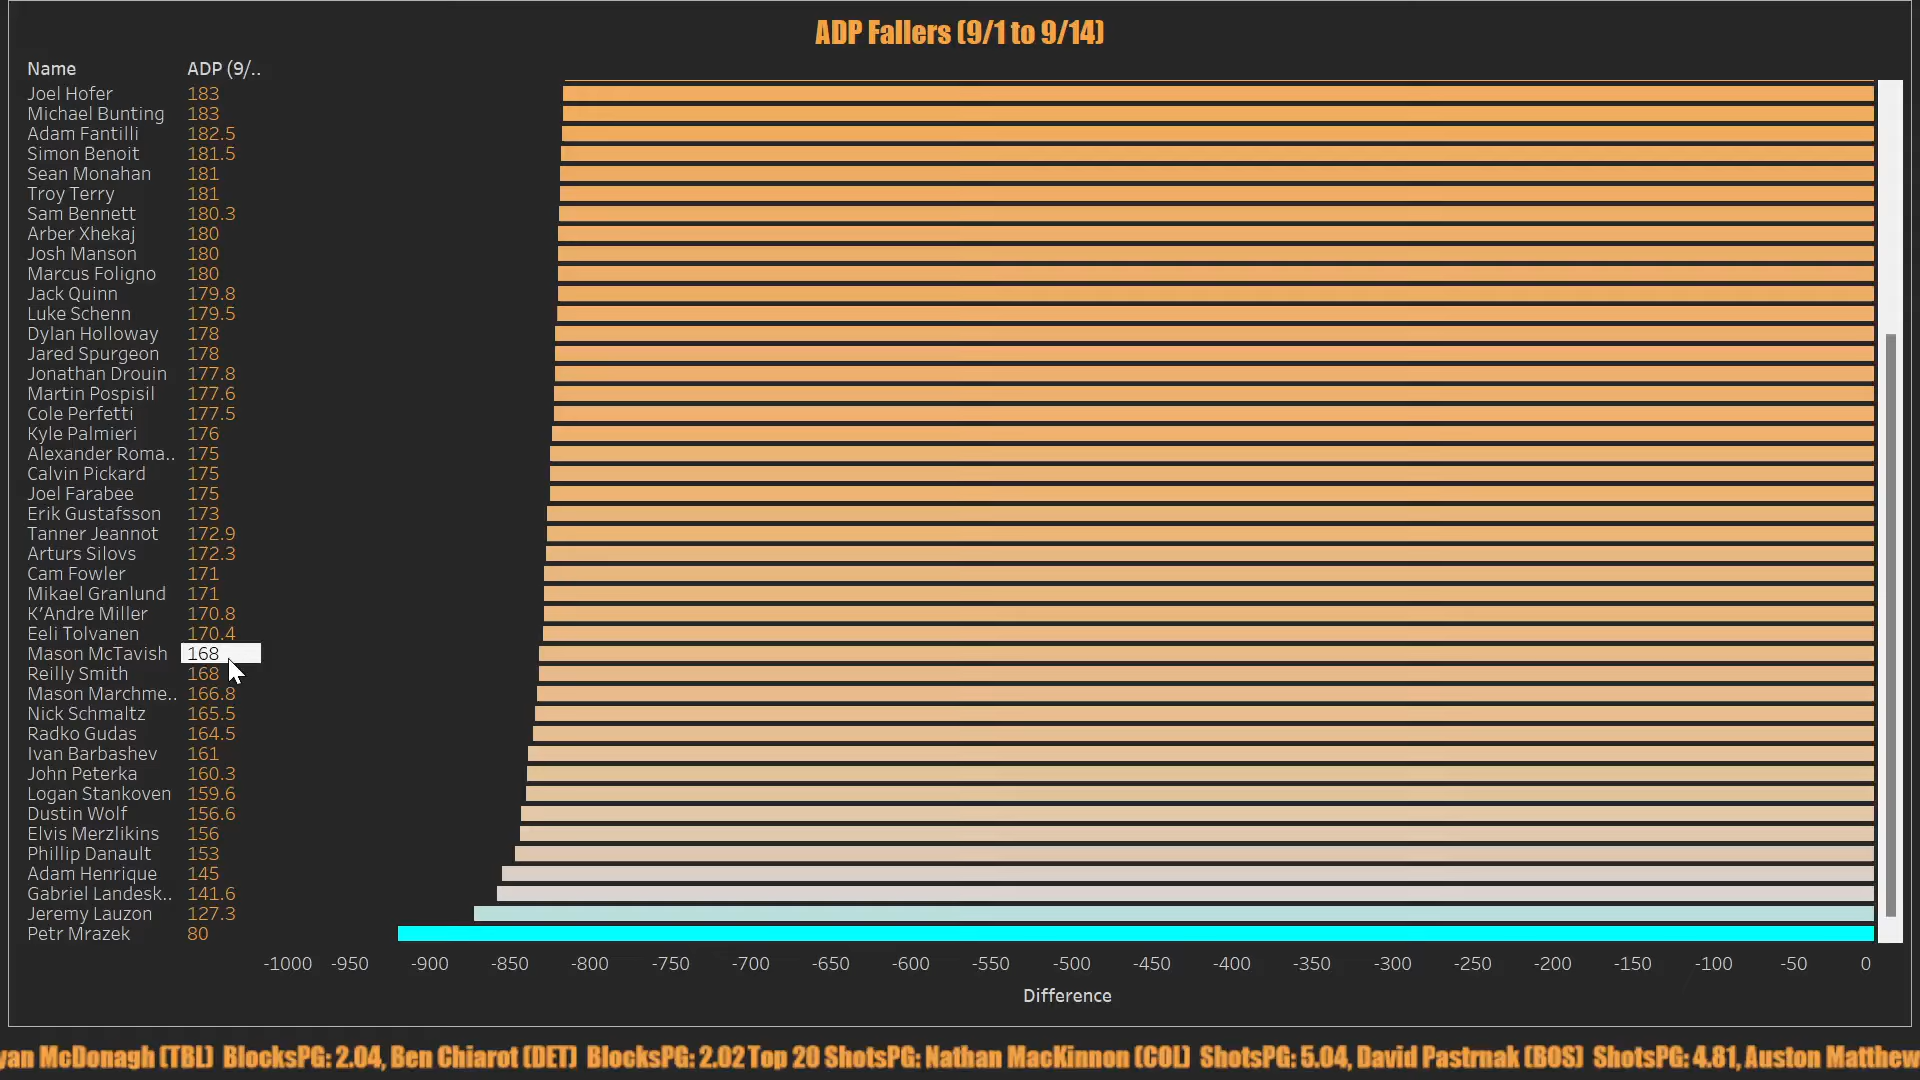 ADP Fallers (9/1 to 9/14)
Name ADP (9/..
Joel Hofer 183
Michael Bunting 183
Adam Fantilli 182.5
Simon Benoit 181.5
Sean Monahan 181
Troy Terry 181
Sam Bennett 180.3
Arber Xhekaj 180
Josh Manson 180
Marcus Foligno 180
Jack Quinn 179.8
Luke Schenn 179.5
Dylan Holloway 178
Jared Spurgeon 178
Jonathan Drouin 177.8
Martin Pospisil 177.6
Cole Perfetti 177.5
Kyle Palmieri 176
Alexander Roma.. 175
Calvin Pickard 175
Joel Farabee 175
Erik Gustafsson 173
Tanner Jeannot 172.9
Arturs Silovs 172.3
Cam Fowler 171
Mikael Granlund 171
K'Andre Miller 170.8
Eeli Tolvanen 170.4
Mason McTavish 168
Reilly Smith 168
Mason Marchme.. 166.8
Nick Schmaltz 165.5
Radko Gudas 164.5
Ivan Barbashev 161
John Peterka 160.3
Logan Stankoven 159.6
Dustin Wolf 156.6
Elvis Merzlikins 156
Phillip Danault 153
Adam Henrique 145
Gabriel Landesk.. 141.6
Jeremy Lauzon 127.3
Petr Mrazek 80
-1000 -950 -900 -850 -800 -750 -700 -650 -600 -550 -500 -450 -400 -350 -300 -250 -200 -150 -100 -50 0
Difference
yan McDonagh (TBL) BlocksPG: 2.04, Ben Chiarot (DET) BlocksPG: 2.02 Top 20 ShotsPG: Nathan MacKinnon (COL) ShotsPG: 5.04, David Pastrnak (BOS) ShotsPG: 4.81, Auston Matthew